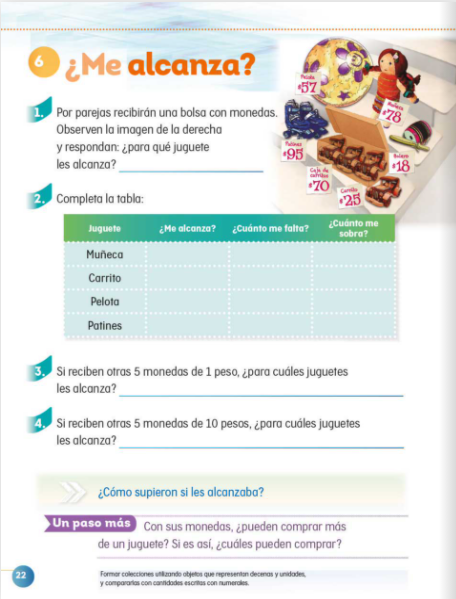 6 ¿Me alcanza?
Pelota
$57
Muñeca
$78
Patines
$95
Balero
$18
Caja de
carritos
$70
Carrito
$25
1. Por parejas recibirán una bolsa con monedas.
Observen la imagen de la derecha
y respondan: ¿para qué juguete
les alcanza?
2. Completa la tabla:
Juguete ¿Me alcanza? ¿Cuánto me falta? ¿Cuánto me
sobra?
Muñeca
Carrito
Pelota
Patines
3. Si reciben otras 5 monedas de 1 peso, ¿para cuáles juguetes
les alcanza?
4. Si reciben otras 5 monedas de 10 pesos, ¿para cuáles juguetes
les alcanza?
¿Cómo supieron si les alcanzaba?
Un paso más Con sus monedas, ¿pueden comprar más
de un juguete? Si es así, ¿cuáles pueden comprar?
22
Formar colecciones utilizando objetos que representan decenas y unidades,
y compararlas con cantidades escritas con numerales.